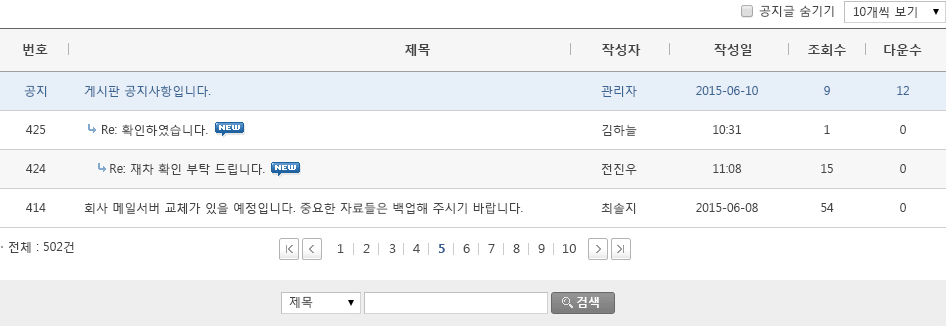 공지글 숨기기 10개씩 보기
번호 제목 작성자 작성일 조회수 다운수
공지 게시판 공지사항입니다. 관리자 2015-06-10 9 12
425 Re: 확인하였습니다. NEW 김하늘 10:31 1 0
424 Re: 재차 확인 부탁 드립니다. NEW 전진우 11:08 15 0
414 회사 메일서버 교체가 있을 예정입니다. 중요한 자료들은 백업해 주시기 바랍니다. 최솔지 2015-06-08 54 0
· 전체 : 502건 1 2 3 4 5 6 7 8 9 10
제목 검색